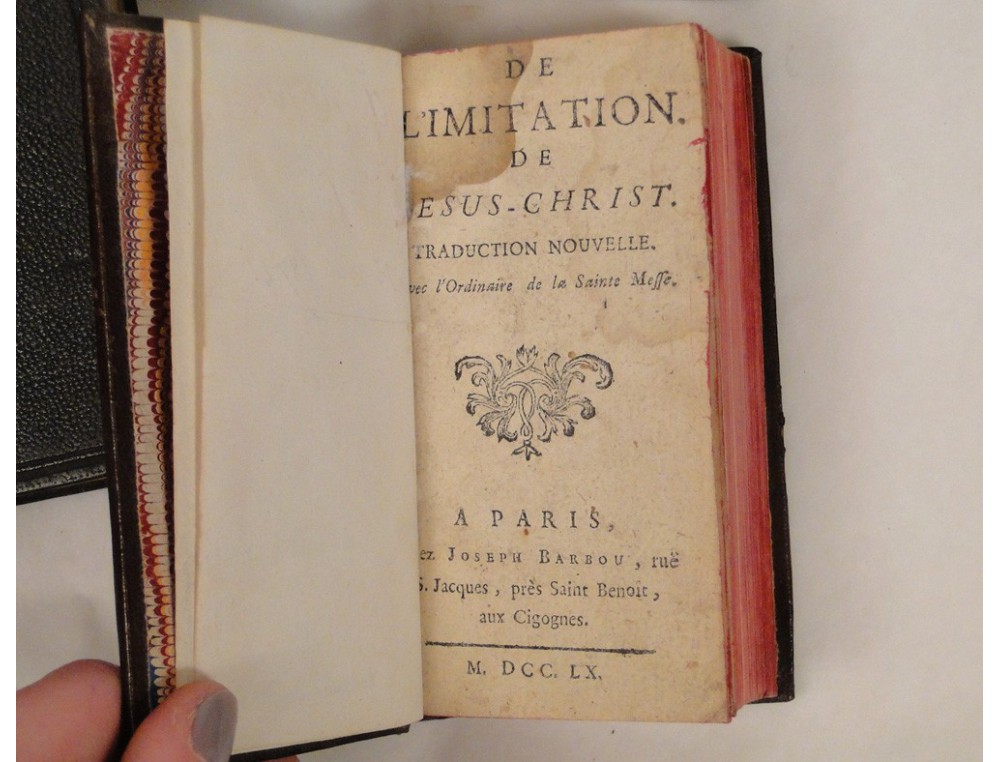 DE
L'IMITATION.
DE
ESUS-CHRIST.
TRADUCTION NOUVELLE.
vec l'Ordinaire de la Sainte Meſſe.
A PARIS,
ez JOSEPH BARBOU, ruë
S. Jacques, près Saint Benoît,
aux Cigognes.
M. DCC. LX.